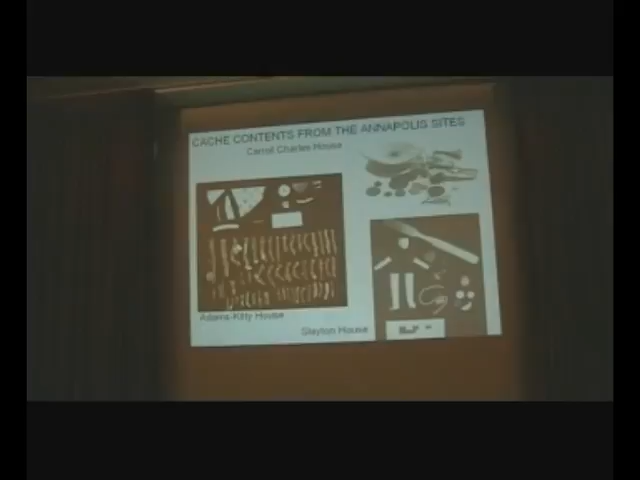 CACHE CONTENTS FROM THE ANNAPOLIS SITES
Carrol Charles House
Adams-Kilty House
Slayton House